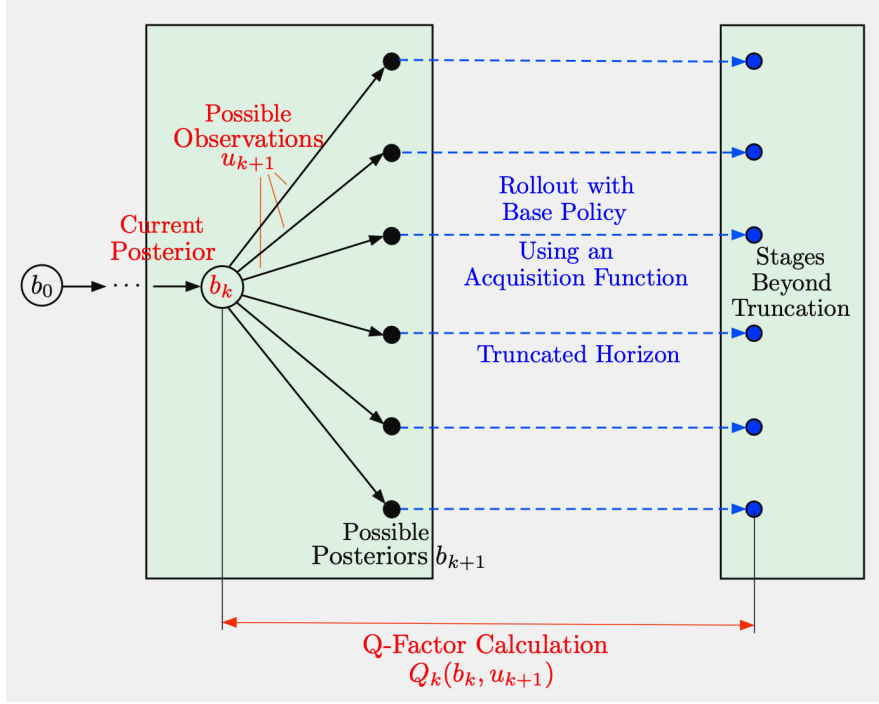 Possible
Observations
u_{k+1}
Current
Posterior
b_0
···
b_k
Rollout with
Base Policy
Using an
Acquisition Function
Truncated Horizon
Stages
Beyond
Truncation
Possible
Posteriors b_{k+1}
Q-Factor Calculation
Q_k(b_k, u_{k+1})